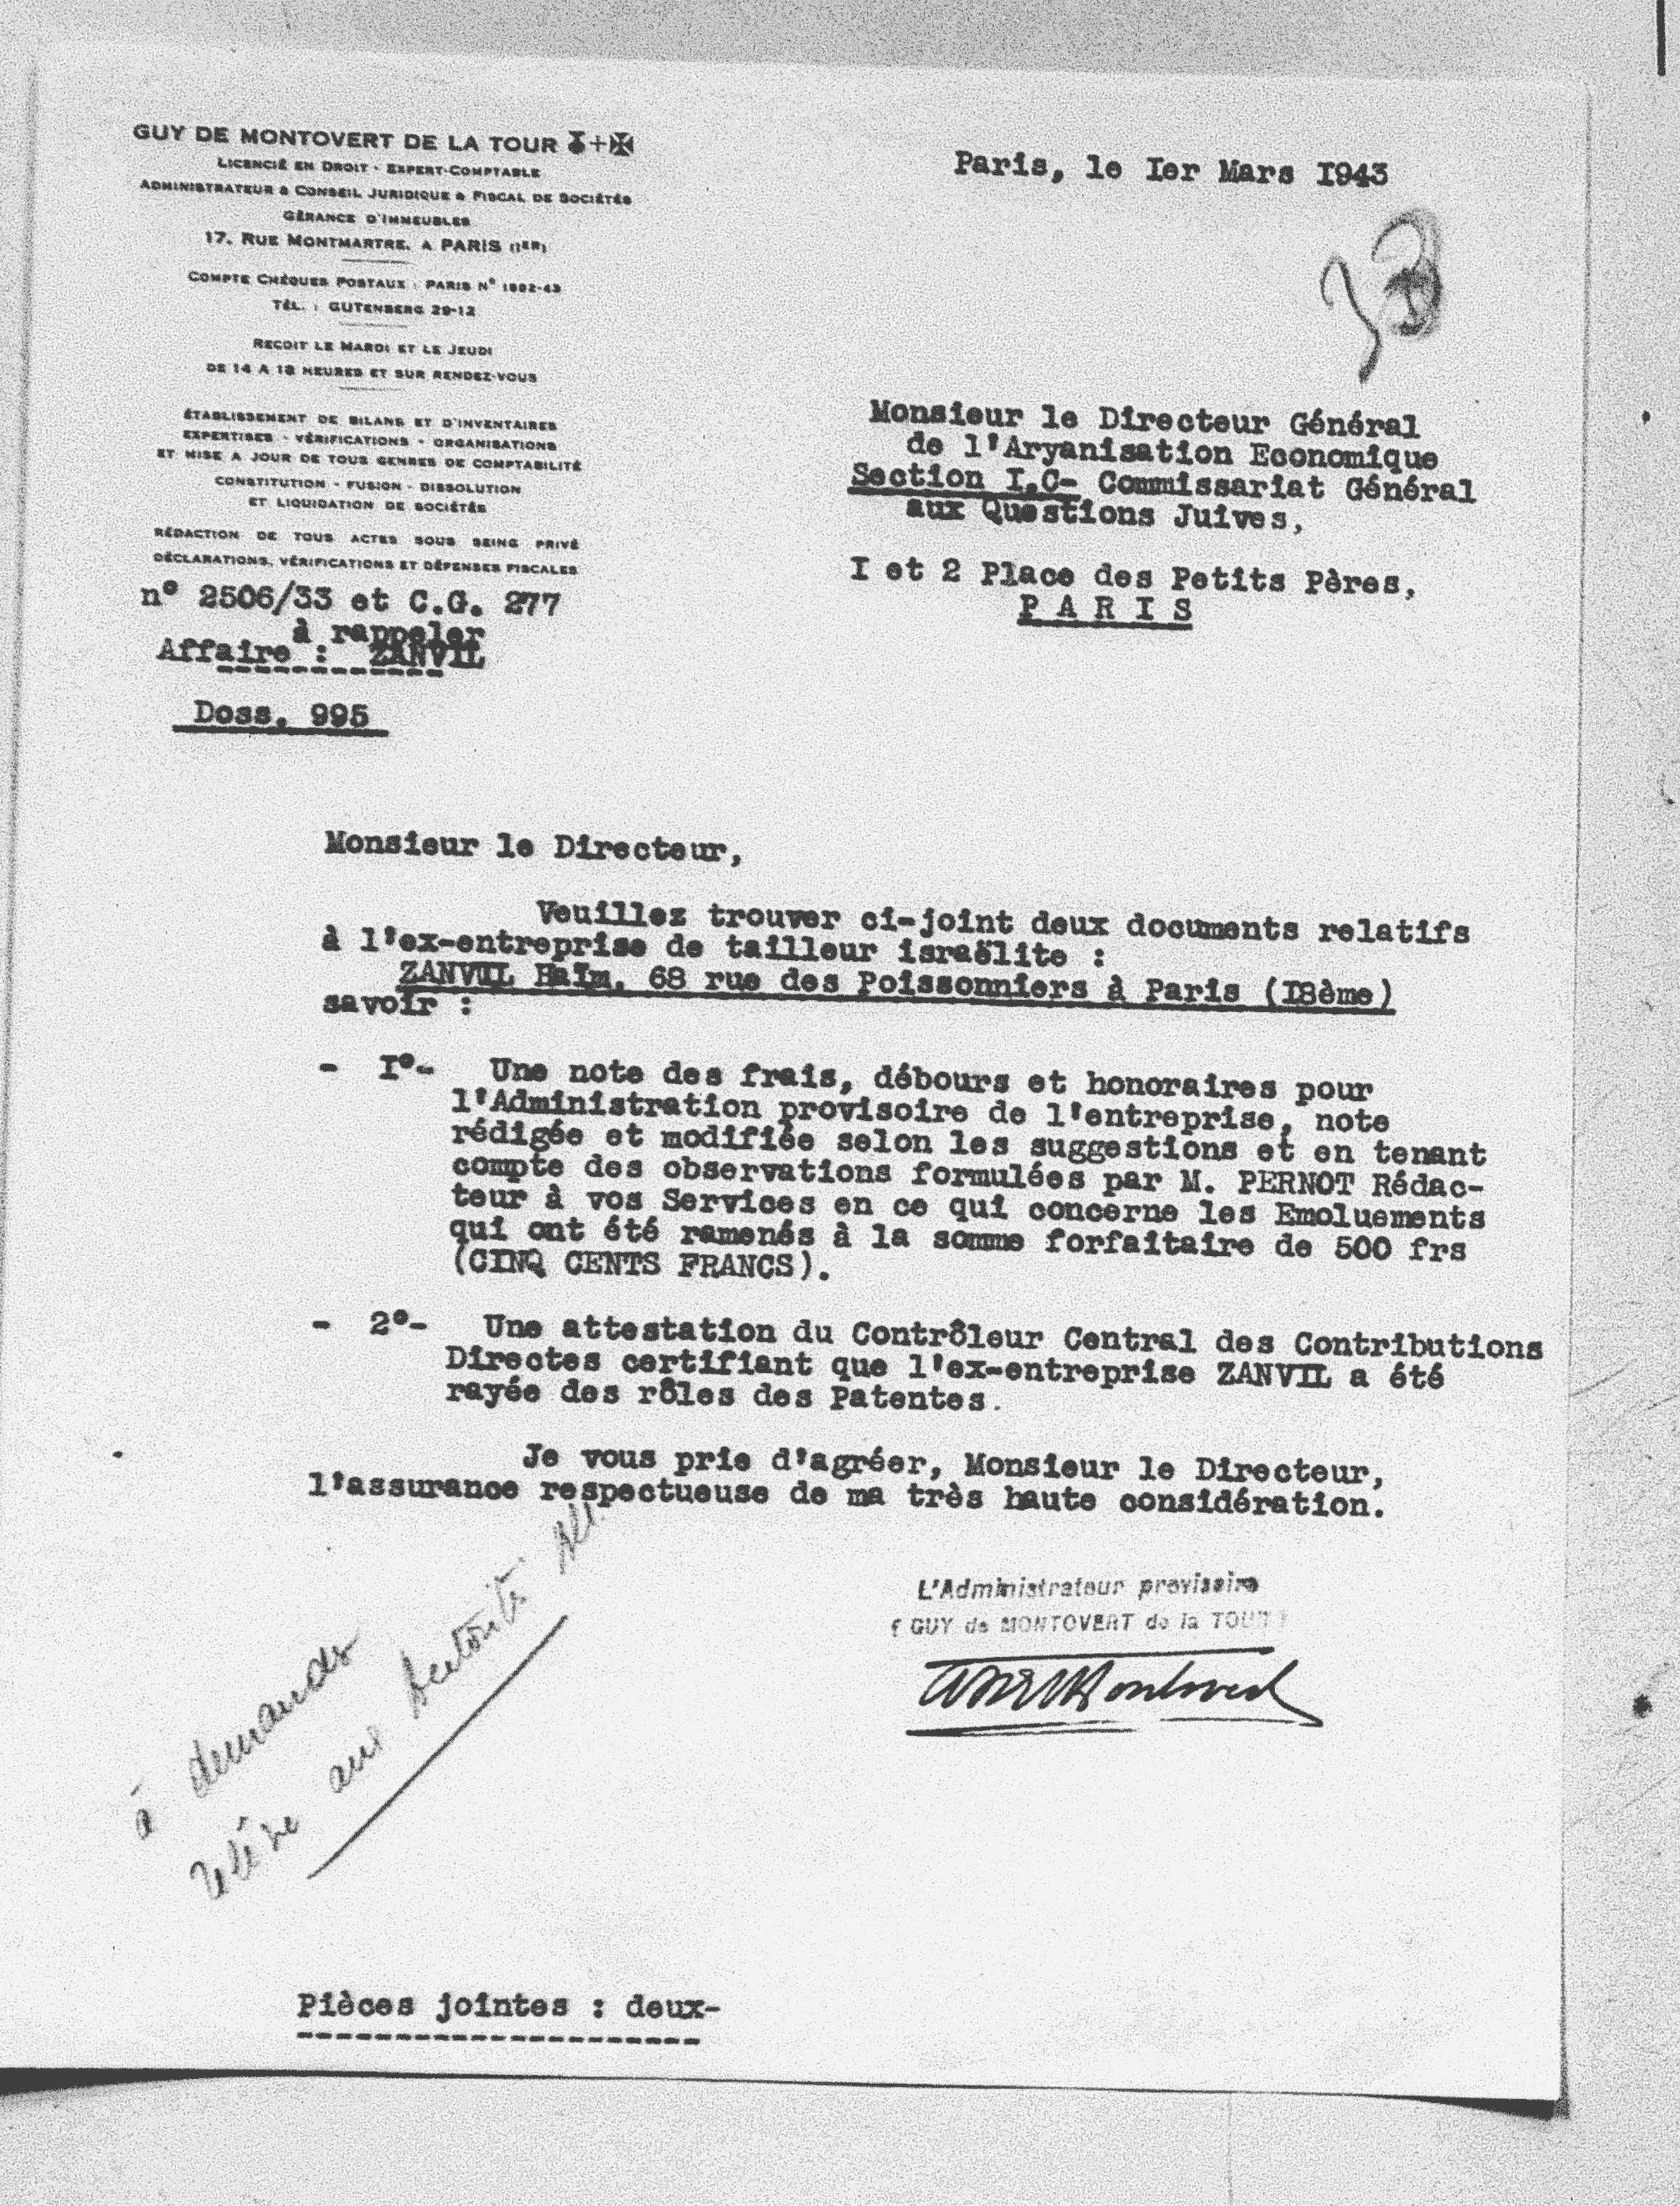 GUY DE MONTOVERT DE LA TOUR
LICENCIÉ EN DROIT - EXPERT-COMPTABLE
ADMINISTRATEUR & CONSEIL JURIDIQUE & FISCAL DE SOCIÉTÉS
GÉRANCE D'IMMEUBLES
17, RUE MONTMARTRE, A PARIS (1ER)
COMPTE CHÈQUES POSTAUX : PARIS N° 1892-43
TÉL. : GUTENBERG 29-12
REÇOIT LE MARDI ET LE JEUDI
DE 14 A 18 HEURES ET SUR RENDEZ-VOUS
ÉTABLISSEMENT DE BILANS ET D'INVENTAIRES
EXPERTISES - VÉRIFICATIONS - ORGANISATIONS
ET MISE A JOUR DE TOUS GENRES DE COMPTABILITÉ
CONSTITUTION - FUSION - DISSOLUTION
ET LIQUIDATION DE SOCIÉTÉS
RÉDACTION DE TOUS ACTES SOUS SEING PRIVÉ
DÉCLARATIONS, VÉRIFICATIONS ET DÉFENSES FISCALES
n° 2506/33 et C.G. 277
à rappeler
Affaire : ZANVIL
Doss. 995
Paris, le Ier Mars I943
Monsieur le Directeur Général
de l'Aryanisation Economique
Section I.C- Commissariat Général
aux Questions Juives,
I et 2 Place des Petits Pères,
P A R I S
Monsieur le Directeur,
Veuillez trouver ci-joint deux documents relatifs
à l'ex-entreprise de tailleur israëlite :
ZANVIL Haïm, 68 rue des Poissonniers à Paris (I8ème)
savoir :
- I°- Une note des frais, débours et honoraires pour
l'Administration provisoire de l'entreprise, note
rédigée et modifiée selon les suggestions et en tenant
compte des observations formulées par M. PERNOT Rédac-
teur à vos Services en ce qui concerne les Emoluements
qui ont été ramenés à la somme forfaitaire de 500 frs
(CINQ CENTS FRANCS).
- 2°- Une attestation du Contrôleur Central des Contributions
Directes certifiant que l'ex-entreprise ZANVIL a été
rayée des rôles des Patentes.
Je vous prie d'agréer, Monsieur le Directeur,
l'assurance respectueuse de ma très haute considération.
L'Administrateur provisoire
( GUY de MONTOVERT de la TOUR )
à demander
aux Autorités All.
Pièces jointes : deux-